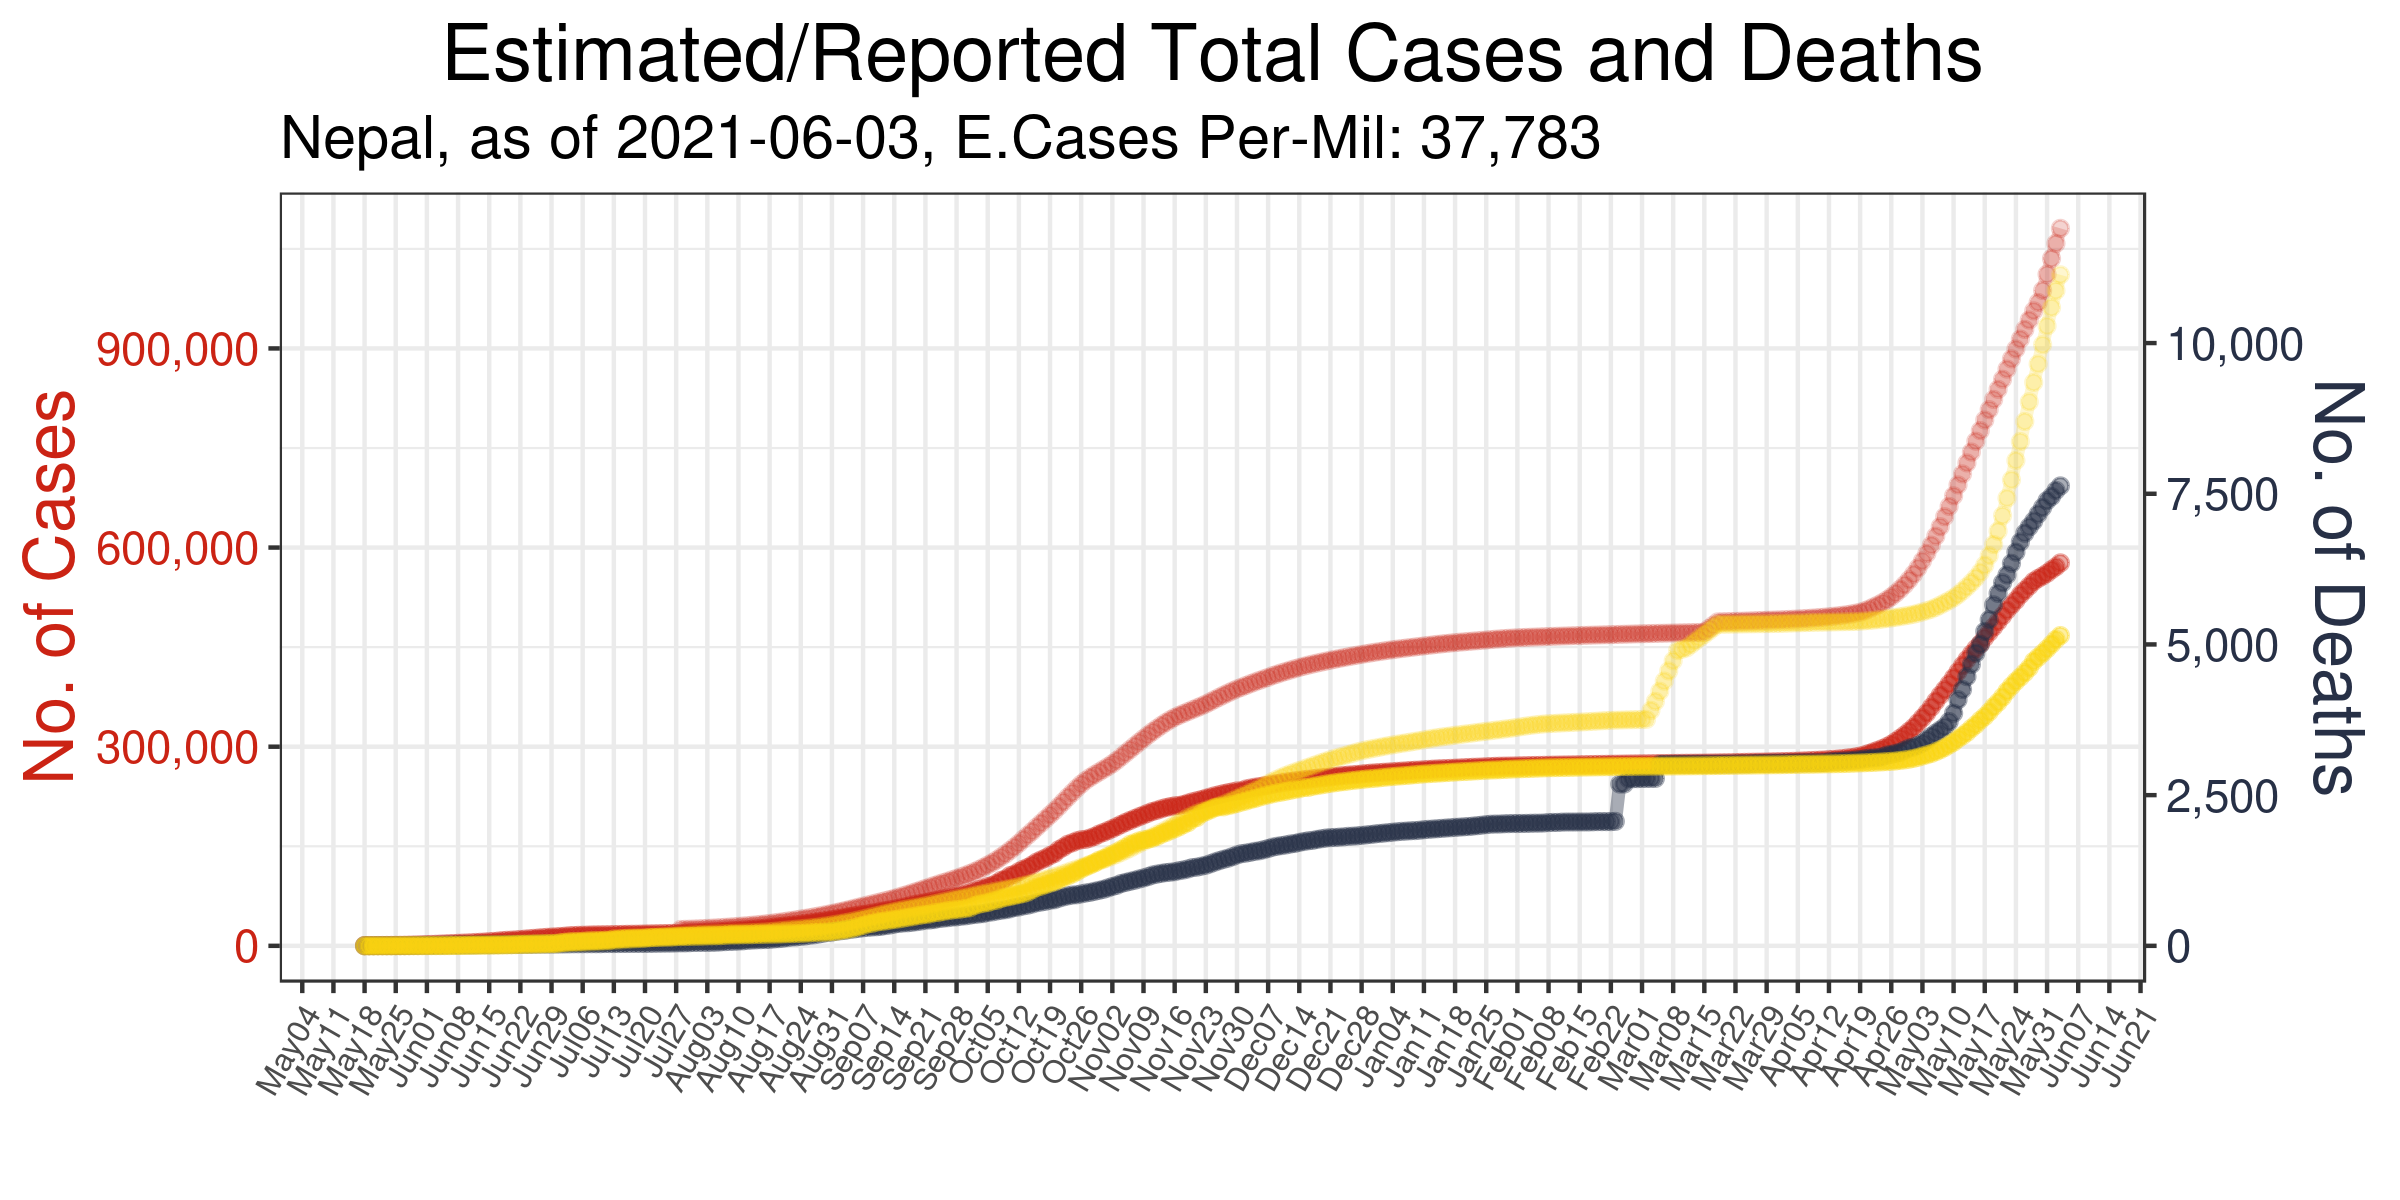 Estimated/Reported Total Cases and Deaths
Nepal, as of 2021-06-03, E.Cases Per-Mil: 37,783
No. of Cases
900,000
600,000
300,000
0
10,000
7,500
5,000
2,500
0
No. of Deaths
May04
May11
May18
May25
Jun01
Jun08
Jun15
Jun22
Jun29
Jul06
Jul13
Jul20
Jul27
Aug03
Aug10
Aug17
Aug24
Aug31
Sep07
Sep14
Sep21
Sep28
Oct05
Oct12
Oct19
Oct26
Nov02
Nov09
Nov16
Nov23
Nov30
Dec07
Dec14
Dec21
Dec28
Jan04
Jan11
Jan18
Jan25
Feb01
Feb08
Feb15
Feb22
Mar01
Mar08
Mar15
Mar22
Mar29
Apr05
Apr12
Apr19
Apr26
May03
May10
May17
May24
May31
Jun07
Jun14
Jun21